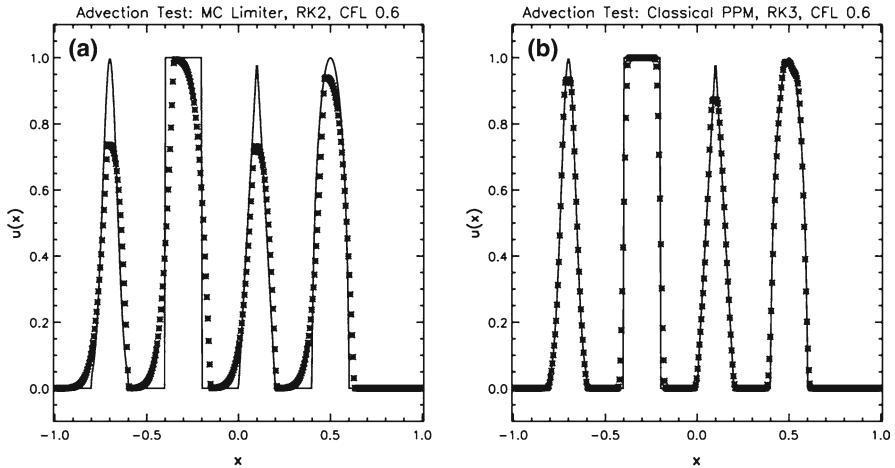 Advection Test: MC Limiter, RK2, CFL 0.6
(a)
1.0
0.8
0.6
0.4
0.2
0.0
u(x)
-1.0 -0.5 0.0 0.5 1.0
x
Advection Test: Classical PPM, RK3, CFL 0.6
(b)
1.0
0.8
0.6
0.4
0.2
0.0
u(x)
-1.0 -0.5 0.0 0.5 1.0
x